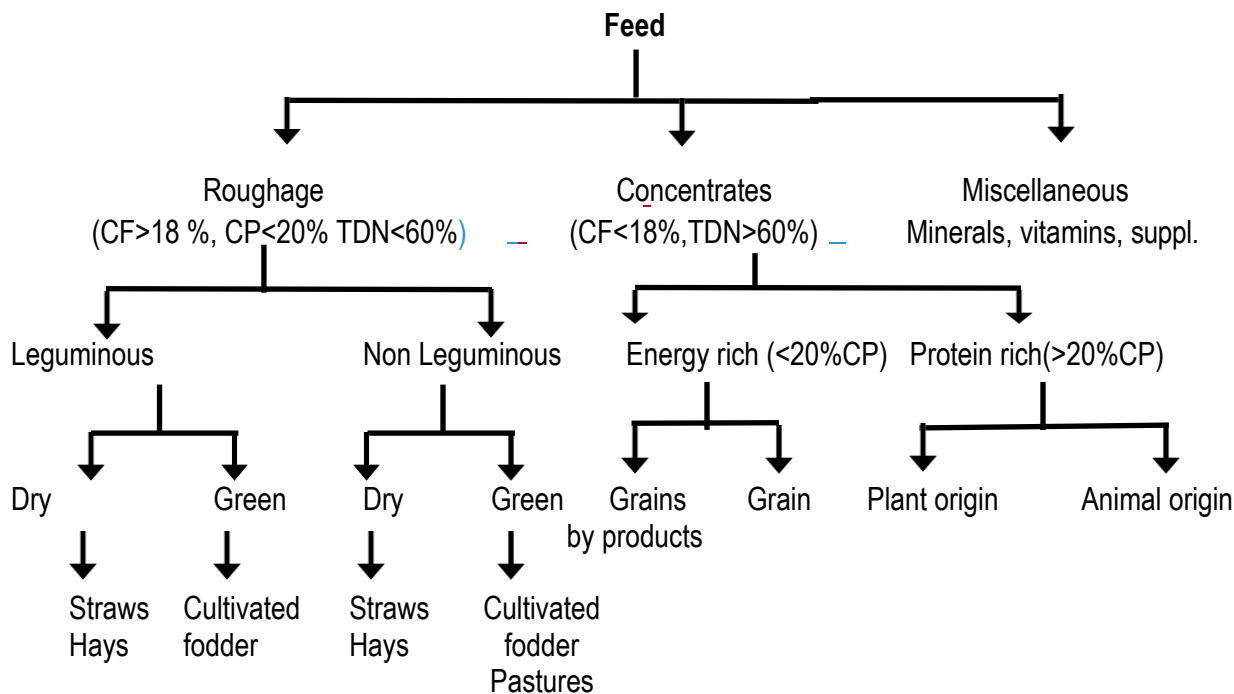 Feed
Roughage
(CF>18 %, CP<20% TDN<60%)
Concentrates
(CF<18%,TDN>60%)
Miscellaneous
Minerals, vitamins, suppl.
Leguminous
Non Leguminous
Energy rich (<20%CP)
Protein rich(>20%CP)
Dry
Green
Dry
Green
Grains
by products
Grain
Plant origin
Animal origin
Straws
Hays
Cultivated
fodder
Straws
Hays
Cultivated
fodder
Pastures